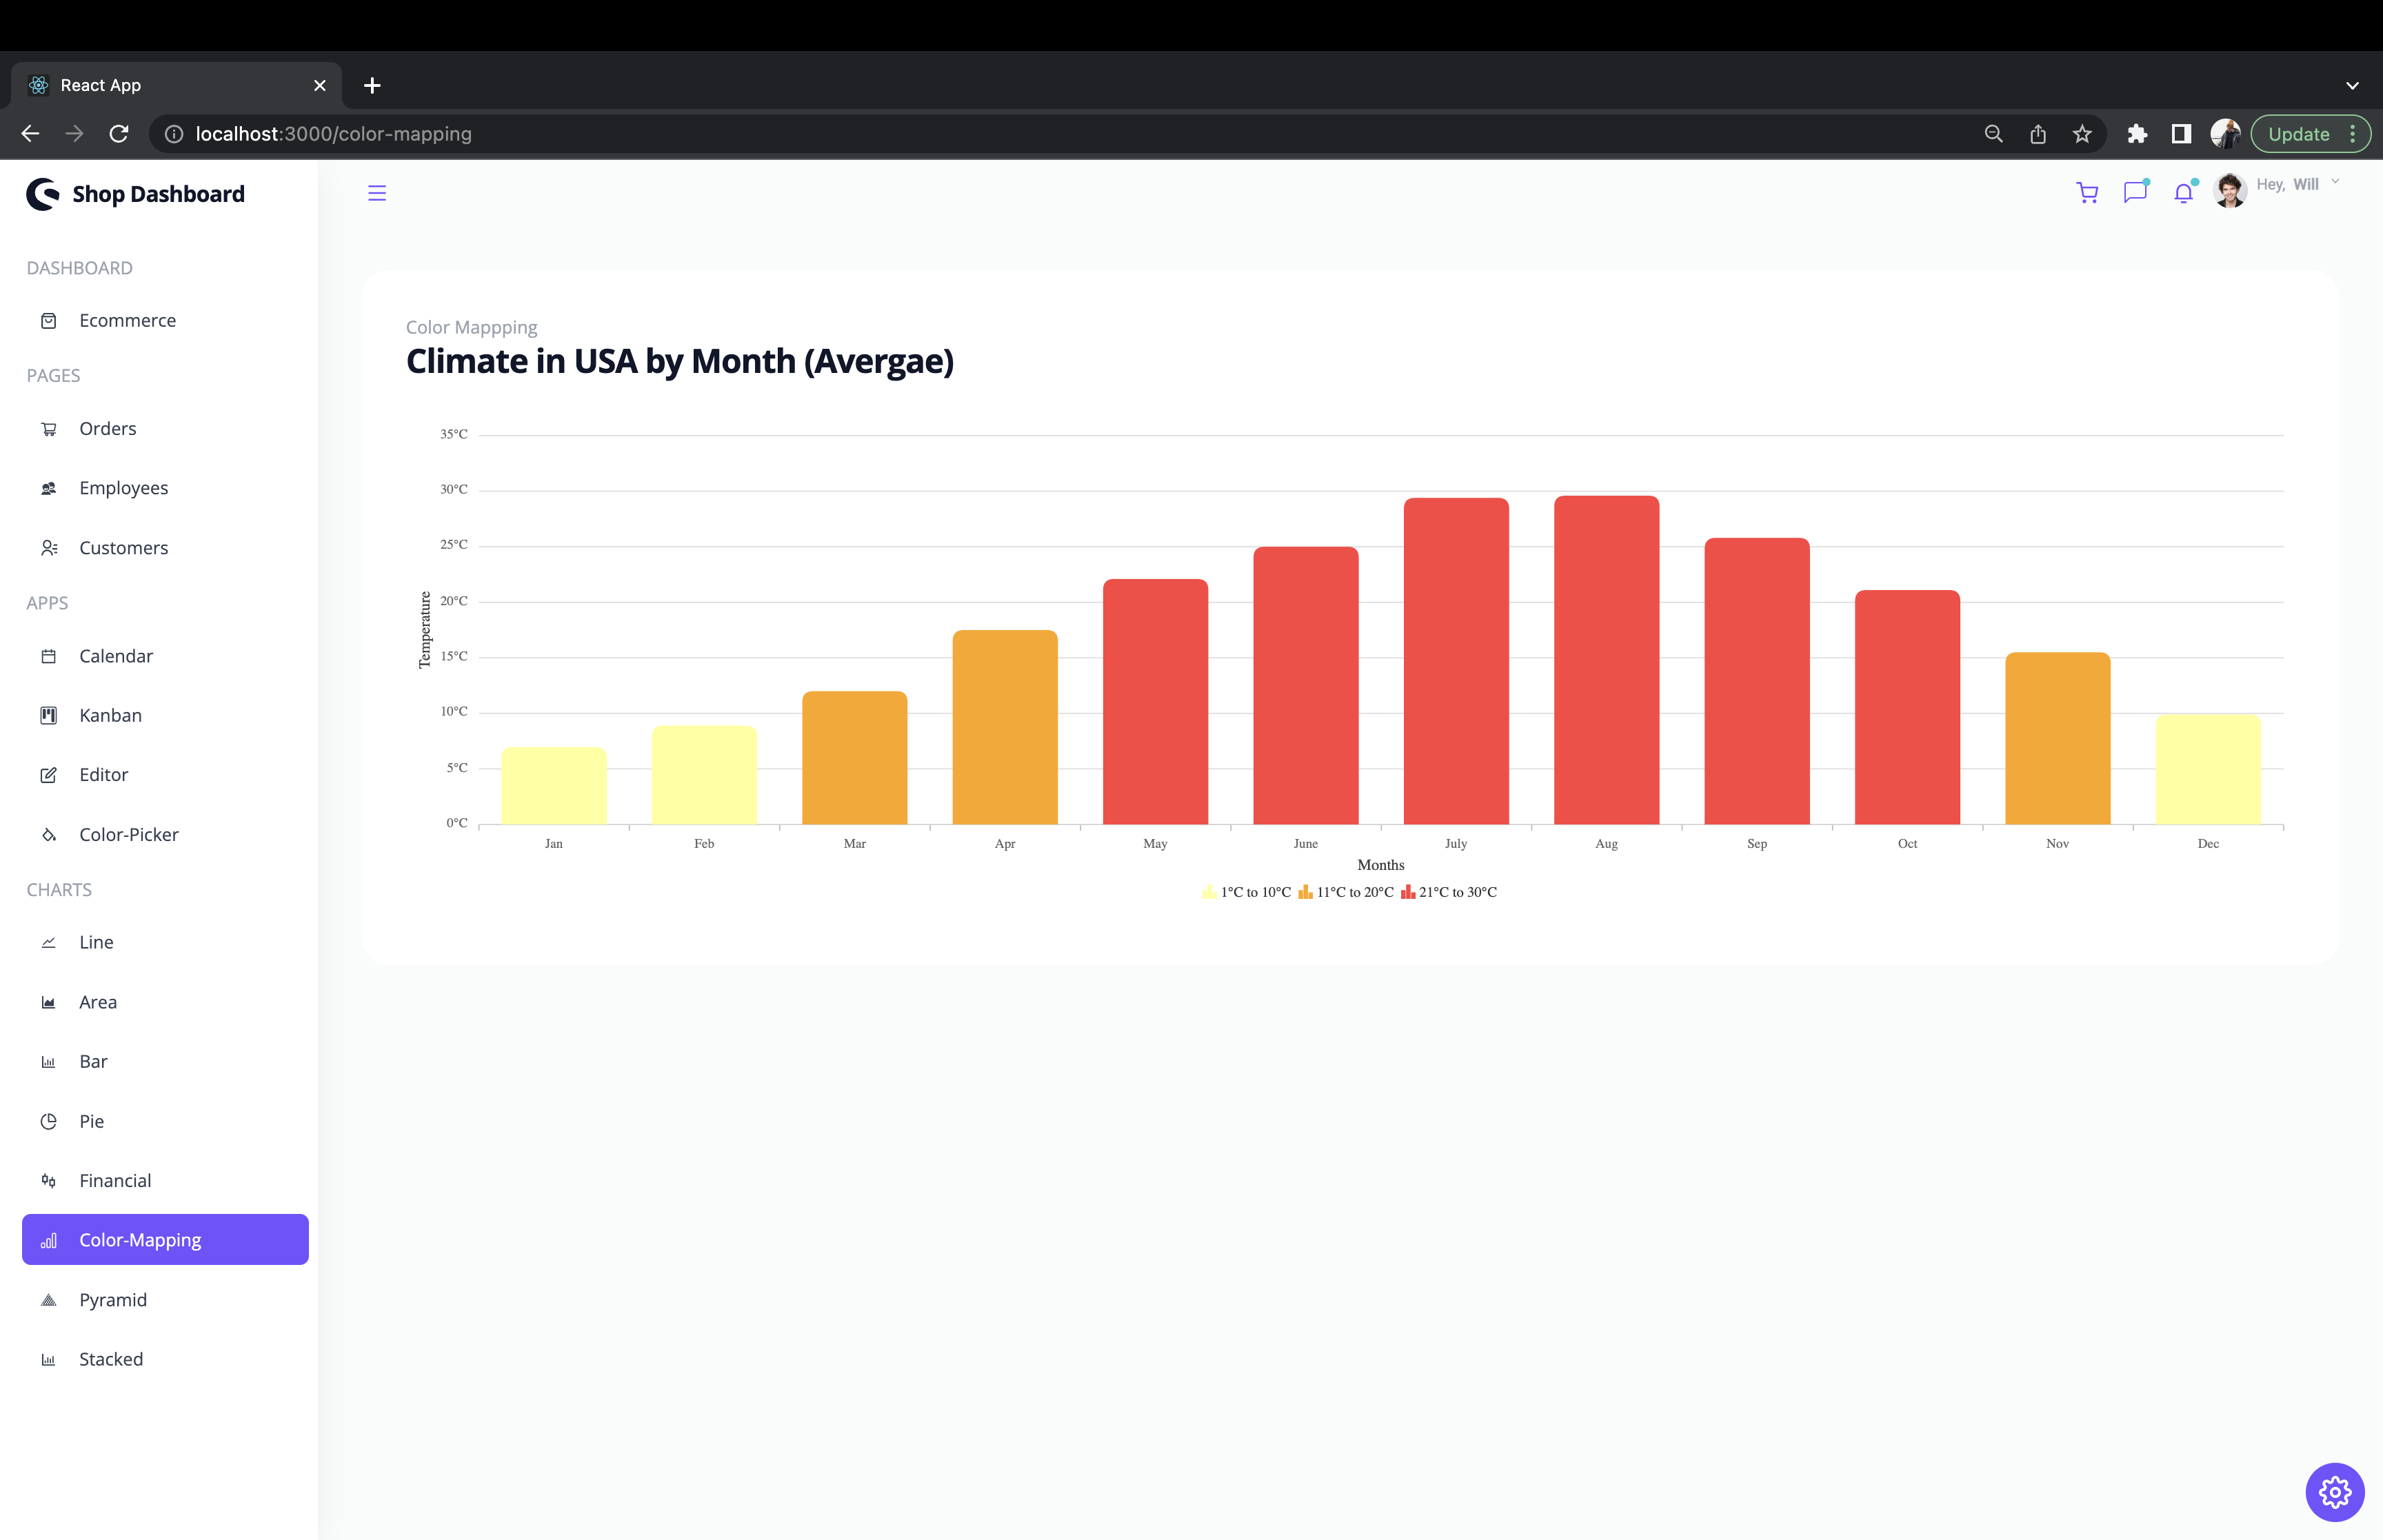 React App
localhost:3000/color-mapping
Update
Shop Dashboard
Hey, Will
DASHBOARD
Ecommerce
PAGES
Orders
Employees
Customers
APPS
Calendar
Kanban
Editor
Color-Picker
CHARTS
Line
Area
Bar
Pie
Financial
Color-Mapping
Pyramid
Stacked
Color Mappping
Climate in USA by Month (Avergae)
Temperature
35°C
30°C
25°C
20°C
15°C
10°C
5°C
0°C
Jan Feb Mar Apr May June July Aug Sep Oct Nov Dec
Months
1°C to 10°C 11°C to 20°C 21°C to 30°C